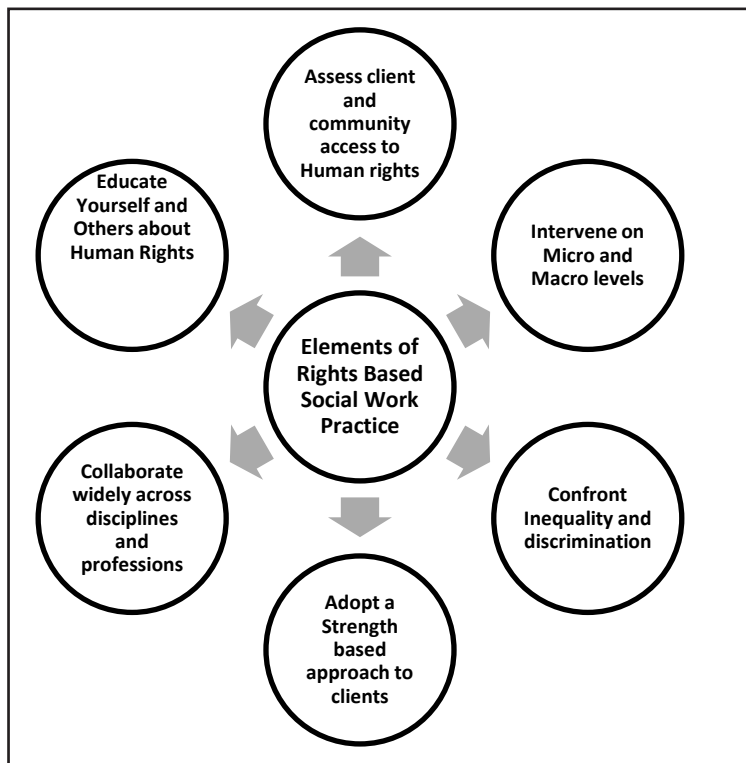 Assess client
and
community
access to
Human rights
Educate
Yourself and
Others about
Human Rights
Intervene on
Micro and
Macro levels
Elements of
Rights Based
Social Work
Practice
Collaborate
widely across
disciplines
and
professions
Confront
Inequality and
discrimination
Adopt a
Strength
based
approach to
clients